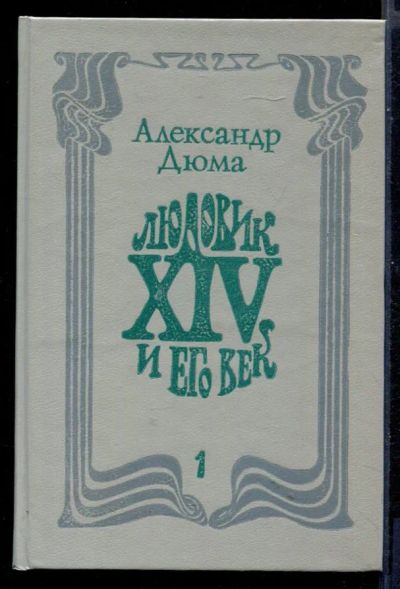 Александр
Дюма
ЛЮДОВИК
XIV
И ЕГО ВЕК
1